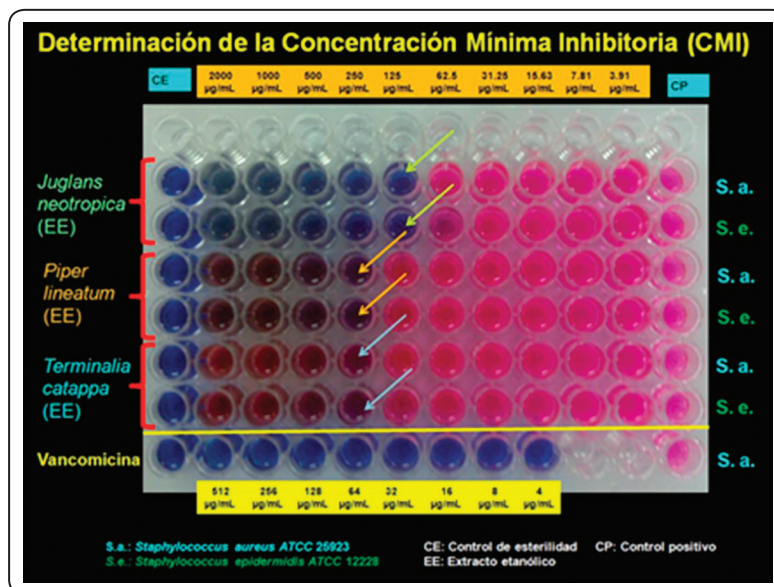 Determinación de la Concentración Mínima Inhibitoria (CMI)
CE 2000 µg/mL 1000 µg/mL 500 µg/mL 250 µg/mL 125 µg/mL 62.5 µg/mL 31.25 µg/mL 15.63 µg/mL 7.81 µg/mL 3.91 µg/mL CP
Juglans
neotropica
(EE)
S. a.
S. e.
Piper
lineatum
(EE)
S. a.
S. e.
Terminalia
catappa
(EE)
S. a.
S. e.
Vancomicina S. a.
512 µg/mL 256 µg/mL 128 µg/mL 64 µg/mL 32 µg/mL 16 µg/mL 8 µg/mL 4 µg/mL
S.a.: Staphylococcus aureus ATCC 25923 CE: Control de esterilidad CP: Control positivo
S.e.: Staphylococcus epidermidis ATCC 12228 EE: Extracto etanólico